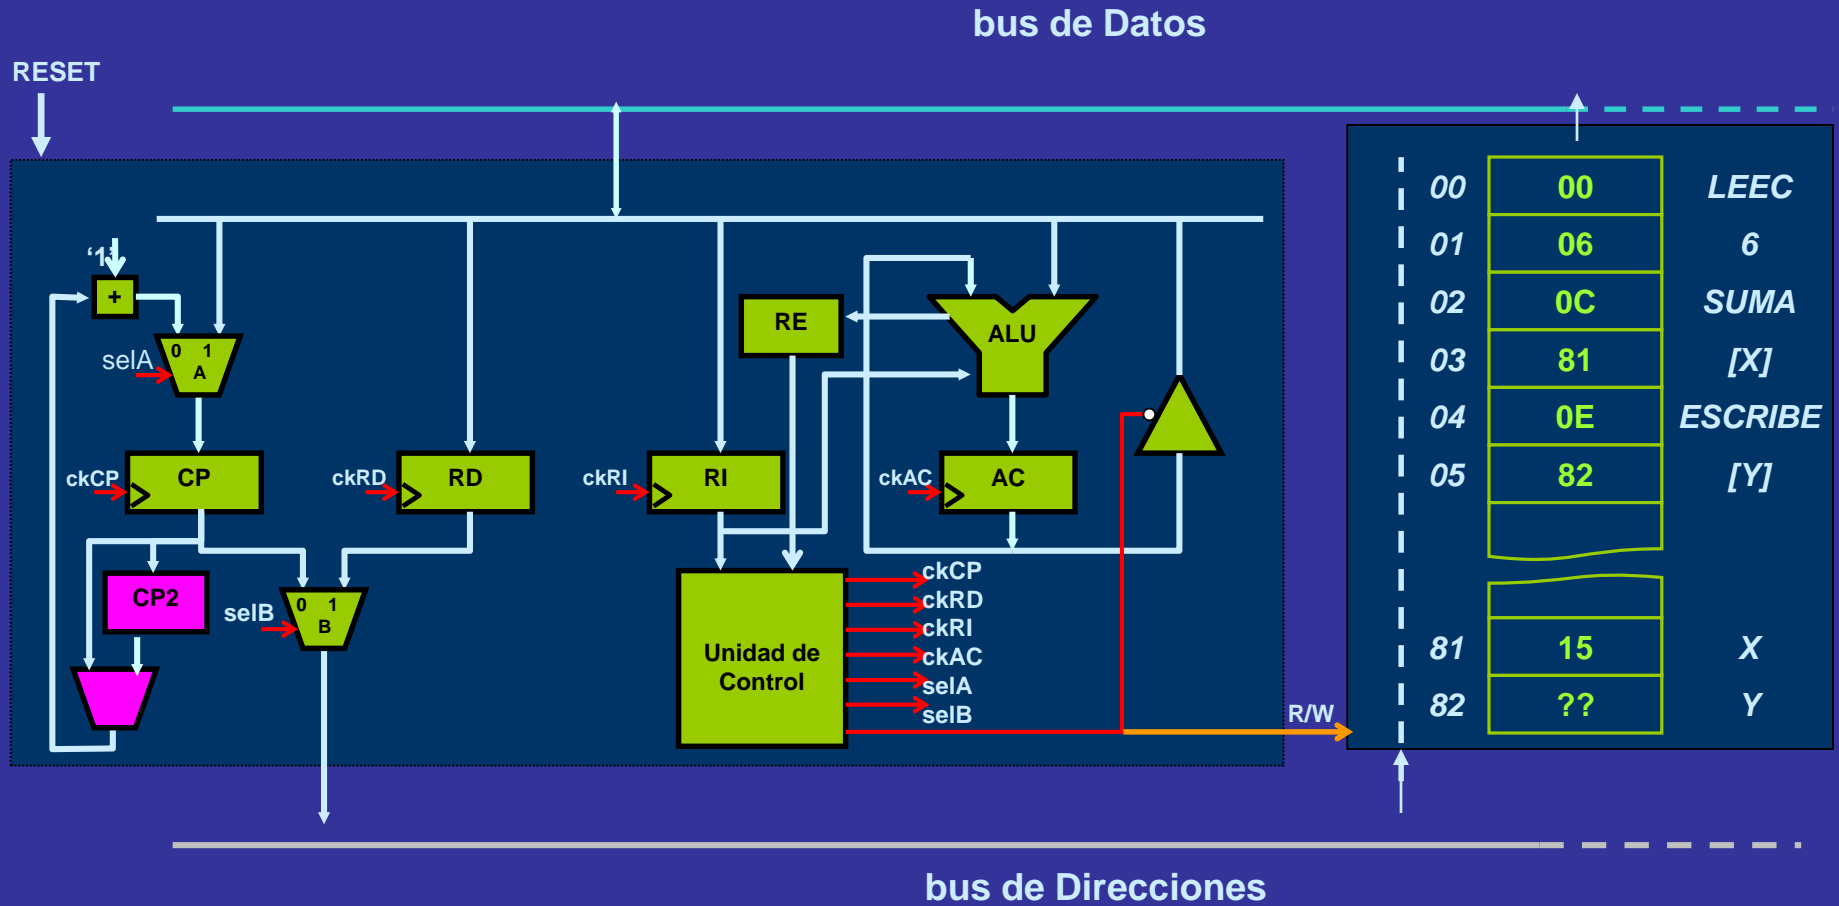 bus de Datos
RESET
00 00 LEEC
01 06 6
02 0C SUMA
03 81 [X]
04 0E ESCRIBE
05 82 [Y]
81 15 X
82 ?? Y
‘1’
+
0 1
A
selA
RE
ALU
ckCP
CP
ckRD
RD
ckRI
RI
ckAC
AC
CP2
selB
0 1
B
Unidad de
Control
ckCP
ckRD
ckRI
ckAC
selA
selB
R/W
bus de Direcciones